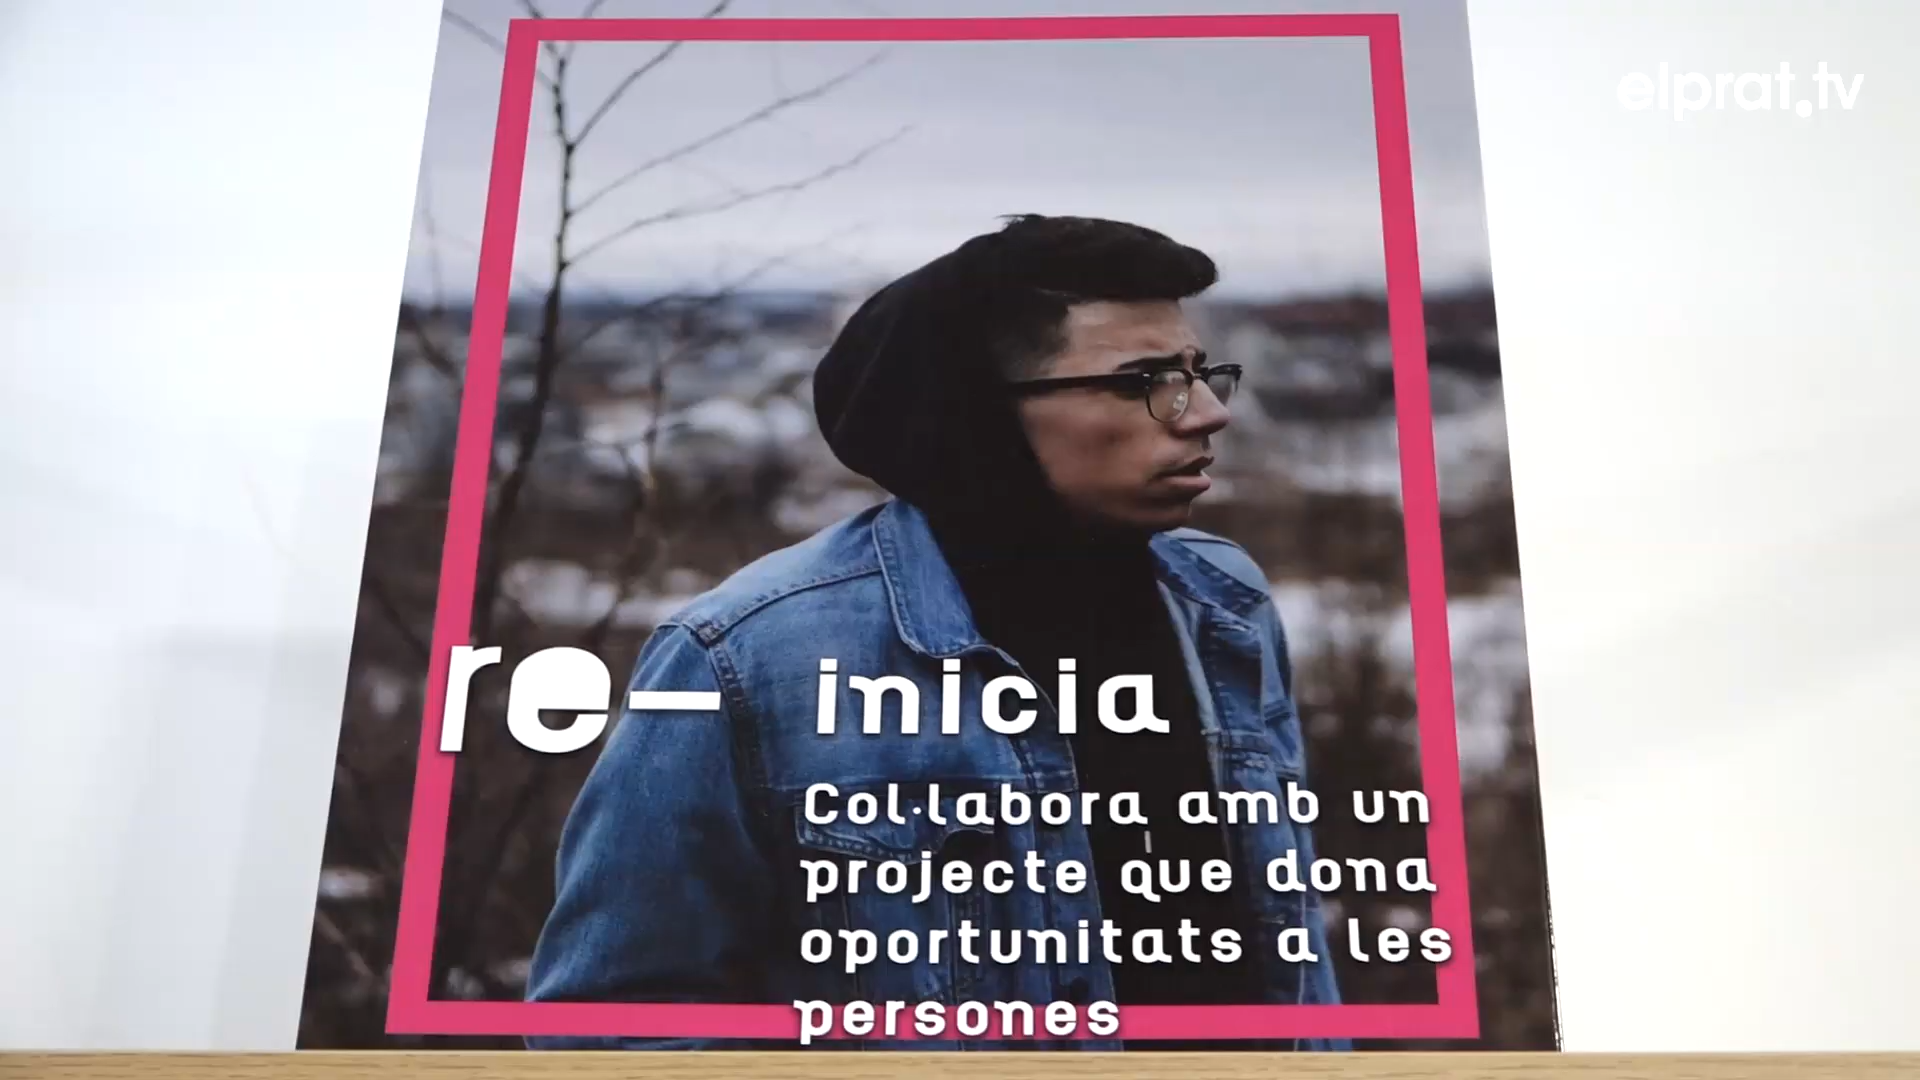 elprat.tv
re- inicia
Col·labora amb un
projecte que dona
oportunitats a les
persones